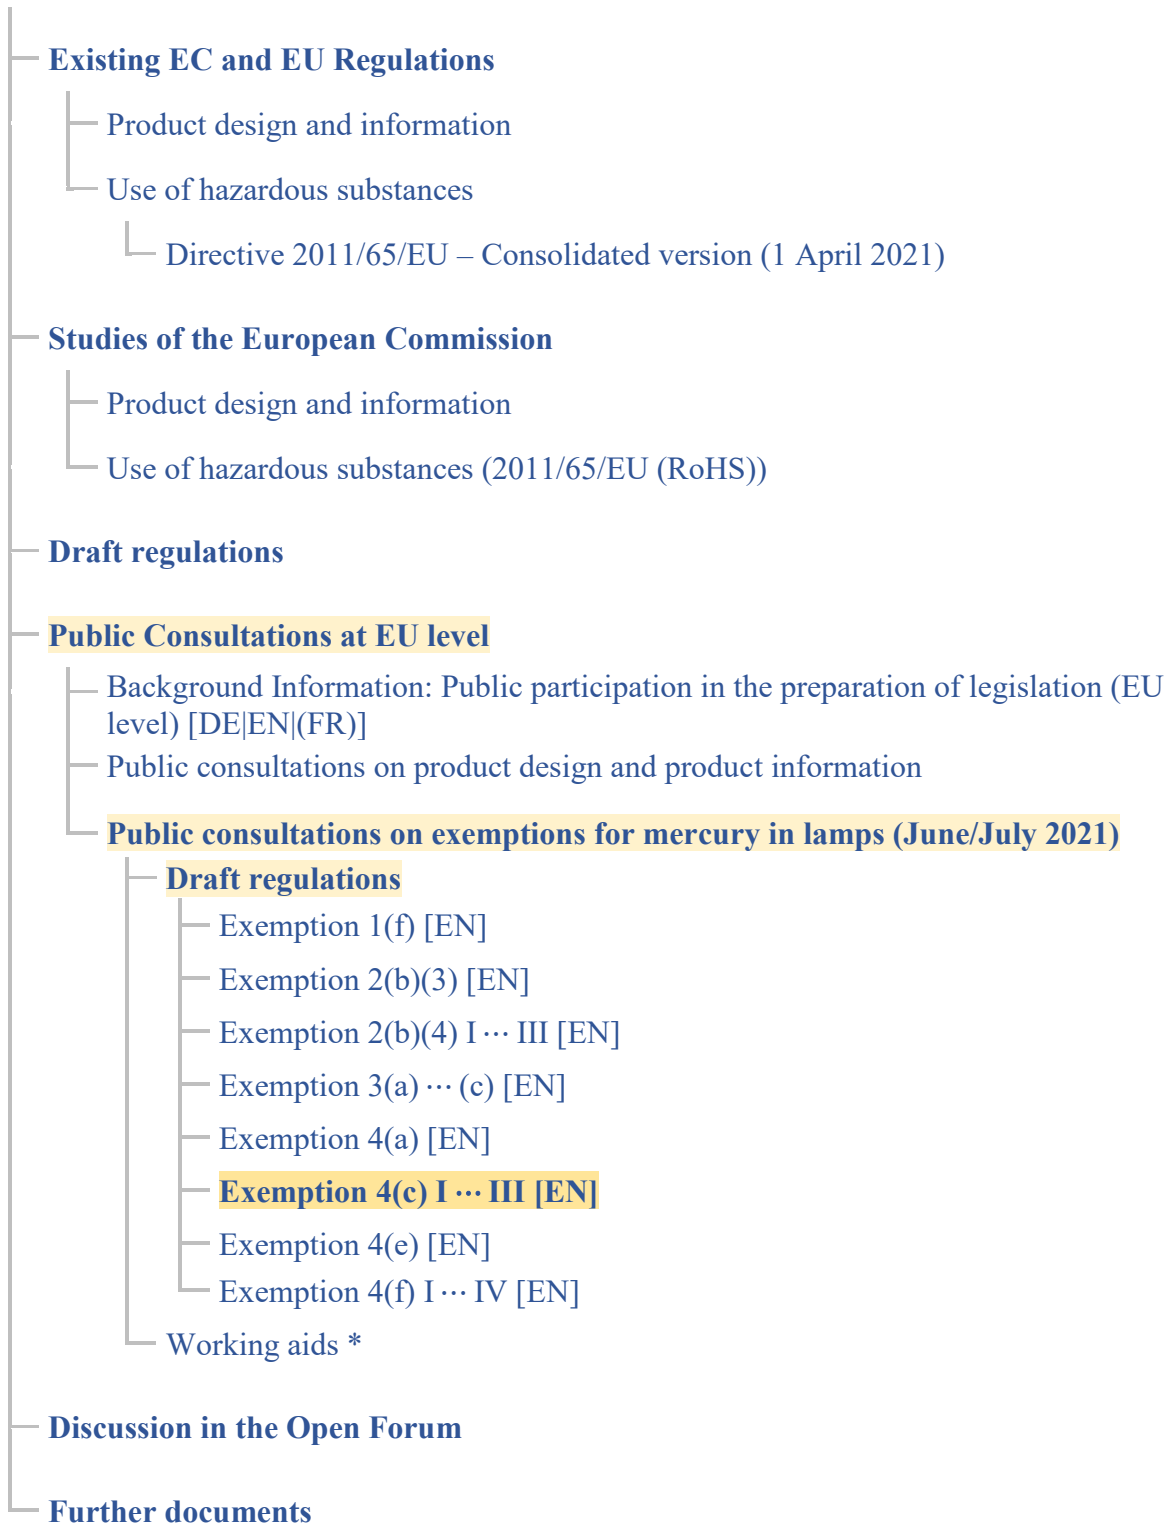 Existing EC and EU Regulations
Product design and information
Use of hazardous substances
Directive 2011/65/EU – Consolidated version (1 April 2021)
Studies of the European Commission
Product design and information
Use of hazardous substances (2011/65/EU (RoHS))
Draft regulations
Public Consultations at EU level
Background Information: Public participation in the preparation of legislation (EU
level) [DE|EN|(FR)]
Public consultations on product design and product information
Public consultations on exemptions for mercury in lamps (June/July 2021)
Draft regulations
Exemption 1(f) [EN]
Exemption 2(b)(3) [EN]
Exemption 2(b)(4) I ··· III [EN]
Exemption 3(a) ··· (c) [EN]
Exemption 4(a) [EN]
Exemption 4(c) I ··· III [EN]
Exemption 4(e) [EN]
Exemption 4(f) I ··· IV [EN]
Working aids *
Discussion in the Open Forum
Further documents